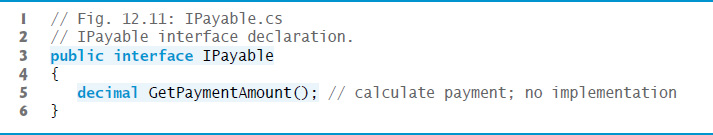 1 // Fig. 12.11: IPayable.cs
2 // IPayable interface declaration.
3 public interface IPayable
4 {
5    decimal GetPaymentAmount(); // calculate payment; no implementation
6 }